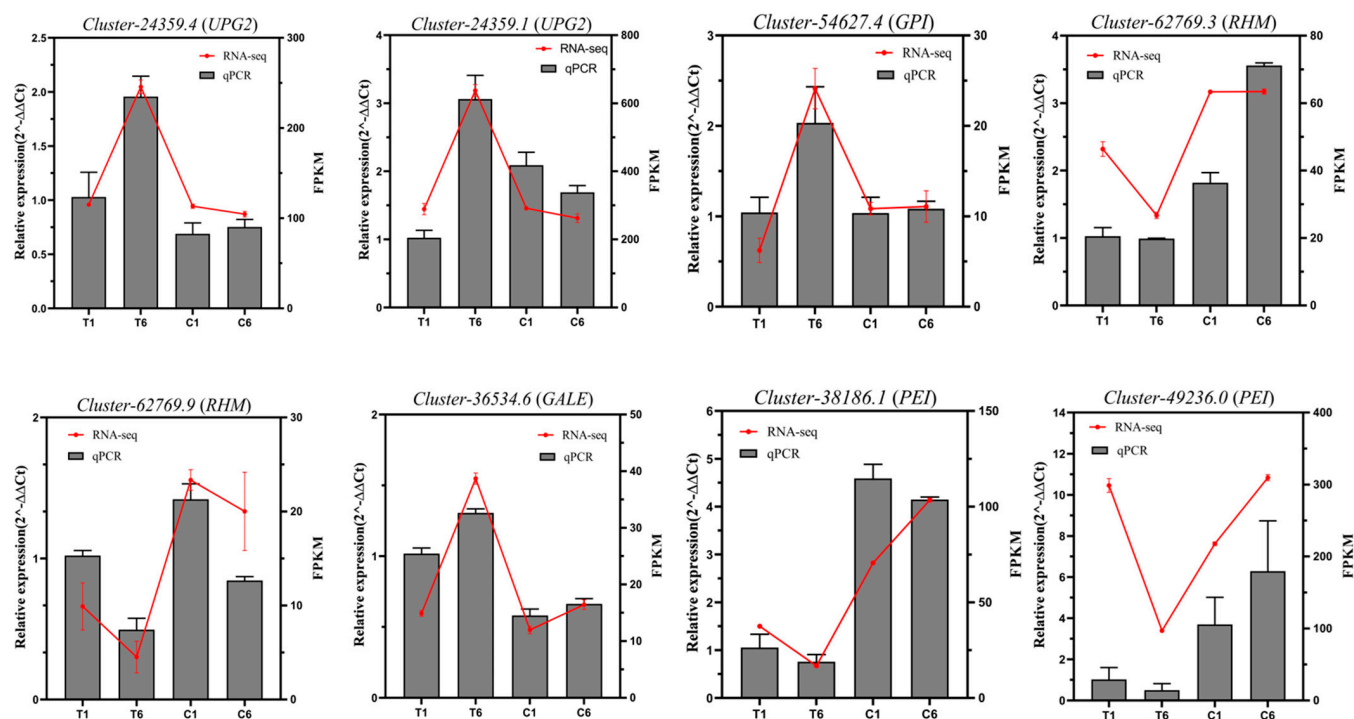 Cluster-24359.4 (UPG2)
2.5
2.0
1.5
1.0
0.5
0.0
Relative expression(2^-ΔΔCt)
RNA-seq
qPCR
300
200
100
0
FPKM
T1 T6 C1 C6
Cluster-24359.1 (UPG2)
4
3
2
1
0
Relative expression(2^-ΔΔCt)
RNA-seq
qPCR
800
700
600
500
400
300
200
100
0
FPKM
T1 T6 C1 C6
Cluster-54627.4 (GPI)
3
2
1
0
Relative expression(2^-ΔΔCt)
RNA-seq
qPCR
30
20
10
0
FPKM
T1 T6 C1 C6
Cluster-62769.3 (RHM)
4
3
2
1
0
Relative expression(2^-ΔΔCt)
RNA-seq
qPCR
80
70
60
50
40
30
20
10
0
FPKM
T1 T6 C1 C6
Cluster-62769.9 (RHM)
2
1
0
Relative expression(2^-ΔΔCt)
RNA-seq
qPCR
30
20
10
0
FPKM
T1 T6 C1 C6
Cluster-36534.6 (GALE)
2
1
0
Relative expression(2^-ΔΔCt)
RNA-seq
qPCR
50
40
30
20
10
0
FPKM
T1 T6 C1 C6
Cluster-38186.1 (PEI)
6
5
4
3
2
1
0
Relative expression(2^-ΔΔCt)
RNA-seq
qPCR
150
100
50
0
FPKM
T1 T6 C1 C6
Cluster-49236.0 (PEI)
14
12
10
8
6
4
2
0
Relative expression(2^-ΔΔCt)
RNA-seq
qPCR
400
300
200
100
0
FPKM
T1 T6 C1 C6